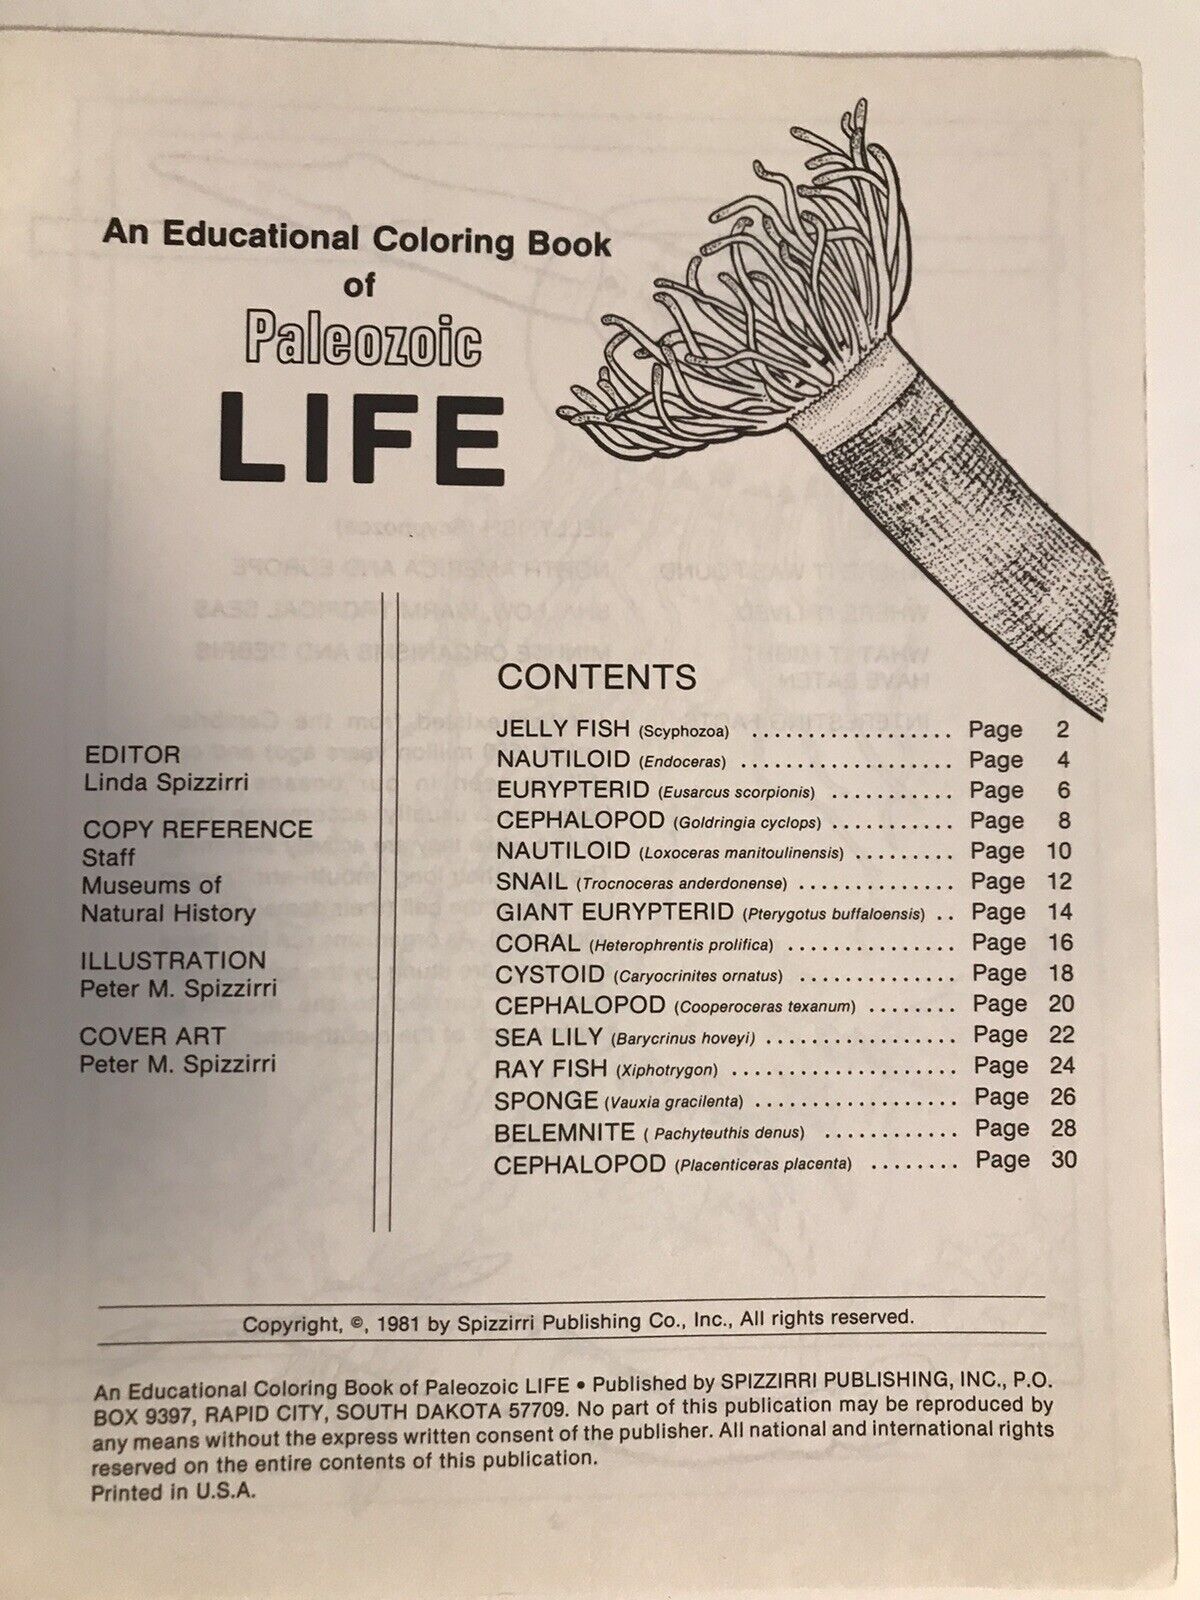 An Educational Coloring Book
of
Paleozoic
LIFE
EDITOR
Linda Spizzirri
COPY REFERENCE
Staff
Museums of
Natural History
ILLUSTRATION
Peter M. Spizzirri
COVER ART
Peter M. Spizzirri
CONTENTS
JELLY FISH (Scyphozoa) .................. Page 2
NAUTILOID (Endoceras) ................... Page 4
EURYPTERID (Eusarcus scorpionis) ........... Page 6
CEPHALOPOD (Goldringia cyclops) ........... Page 8
NAUTILOID (Loxoceras manitoulinensis) ......... Page 10
SNAIL (Trocnoceras anderdonense) .............. Page 12
GIANT EURYPTERID (Pterygotus buffaloensis) .. Page 14
CORAL (Heterophrentis prolifica) ............... Page 16
CYSTOID (Caryocrinites ornatus) .............. Page 18
CEPHALOPOD (Cooperoceras texanum) ........ Page 20
SEA LILY (Barycrinus hoveyi) ................. Page 22
RAY FISH (Xiphotrygon) .................... Page 24
SPONGE (Vauxia gracilenta) .................. Page 26
BELEMNITE ( Pachyteuthis denus) ............ Page 28
CEPHALOPOD (Placenticeras placenta) ........ Page 30
Copyright, ©, 1981 by Spizzirri Publishing Co., Inc., All rights reserved.
An Educational Coloring Book of Paleozoic LIFE • Published by SPIZZIRRI PUBLISHING, INC., P.O.
BOX 9397, RAPID CITY, SOUTH DAKOTA 57709. No part of this publication may be reproduced by
any means without the express written consent of the publisher. All national and international rights
reserved on the entire contents of this publication.
Printed in U.S.A.